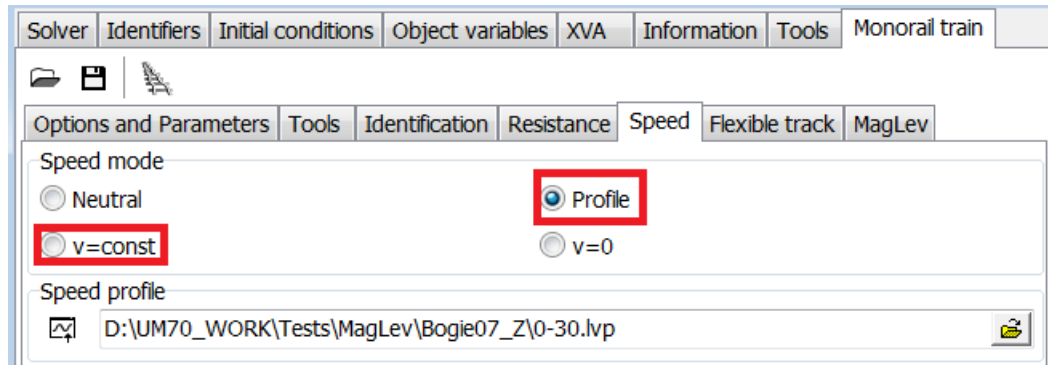 Solver Identifiers Initial conditions Object variables XVA Information Tools Monorail train
Options and Parameters Tools Identification Resistance Speed Flexible track MagLev
Speed mode
Neutral Profile
v=const v=0
Speed profile
D:\UM70_WORK\Tests\MagLev\Bogie07_Z\0-30.lvp